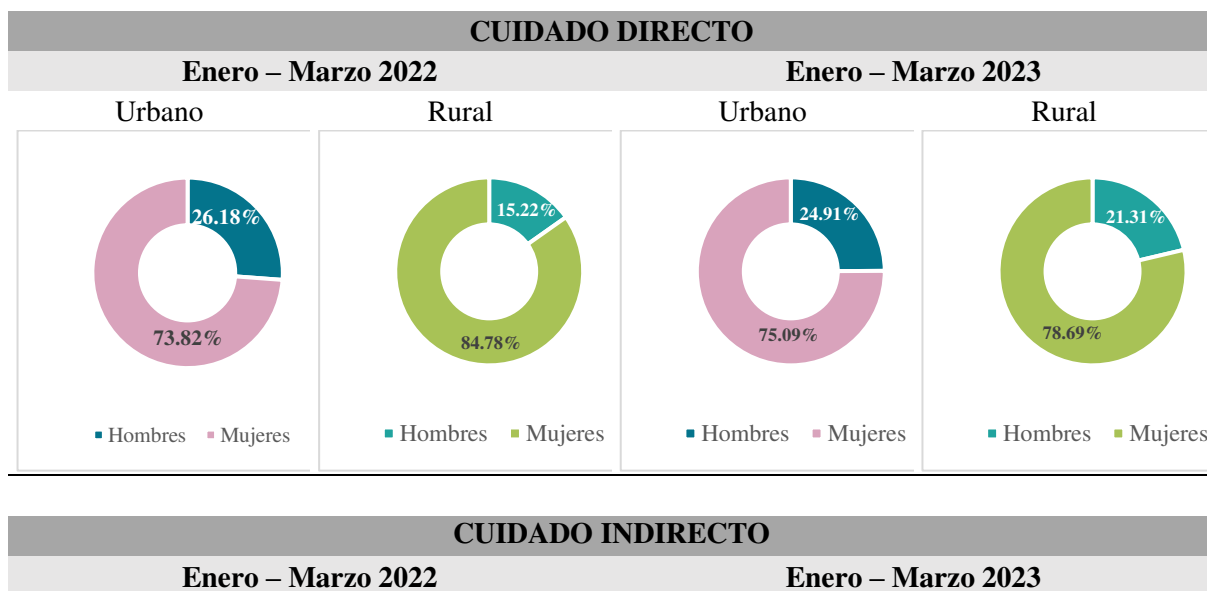 CUIDADO DIRECTO
Enero – Marzo 2022 Enero – Marzo 2023
Urbano Rural Urbano Rural
26.18% 15.22% 24.91% 21.31%
73.82% 84.78% 75.09% 78.69%
Hombres Mujeres Hombres Mujeres Hombres Mujeres Hombres Mujeres
CUIDADO INDIRECTO
Enero – Marzo 2022 Enero – Marzo 2023